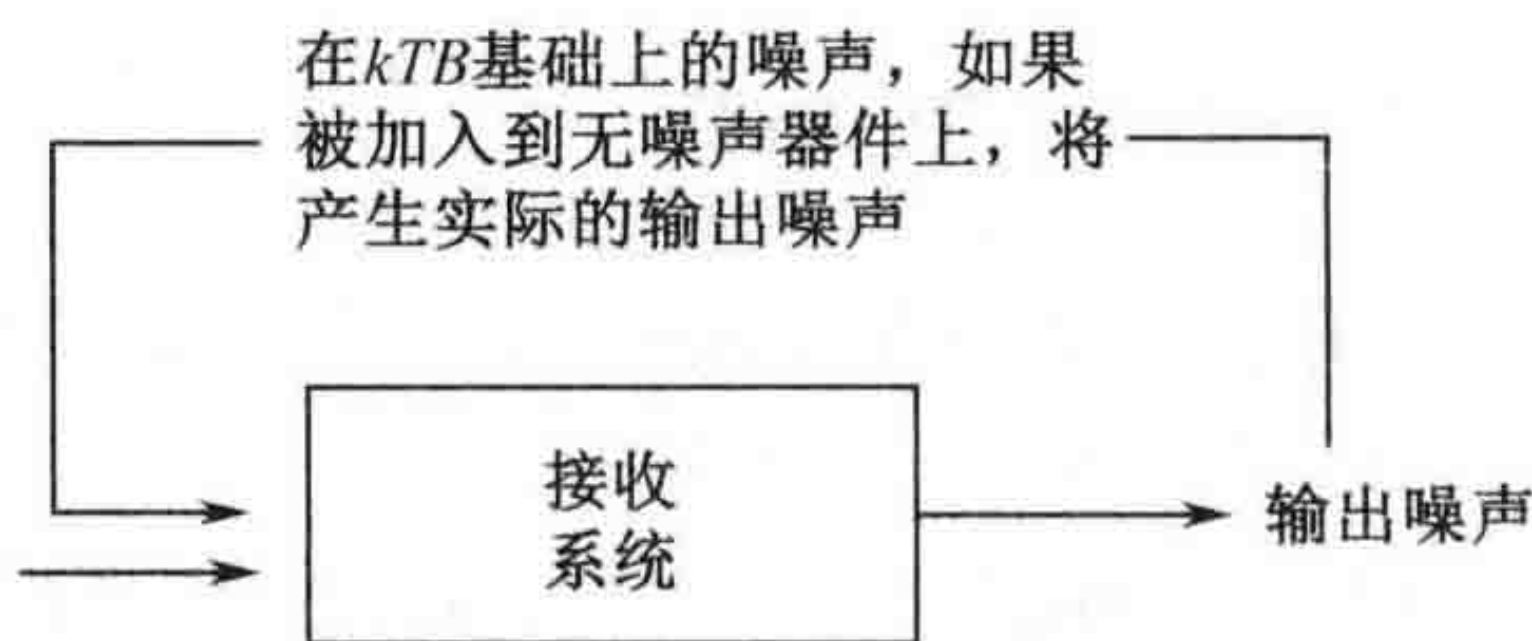 在kTB基础上的噪声，如果
被加入到无噪声器件上，将
产生实际的输出噪声
接收
系统
输出噪声